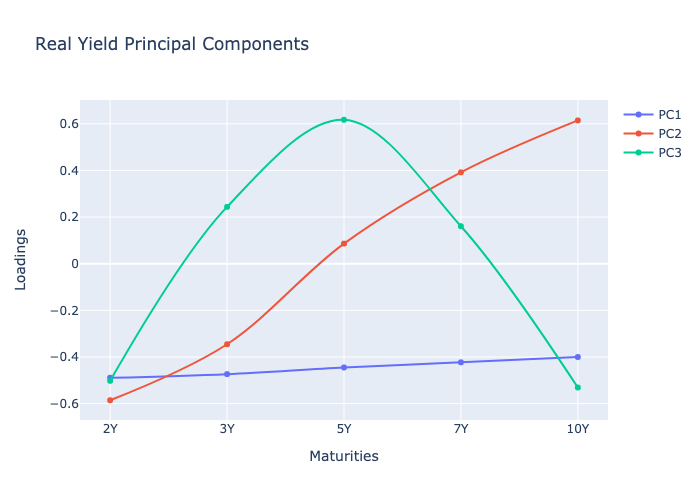 Real Yield Principal Components
PC1
PC2
PC3
0.6
0.4
0.2
0
−0.2
−0.4
−0.6
Loadings
2Y 3Y 5Y 7Y 10Y
Maturities